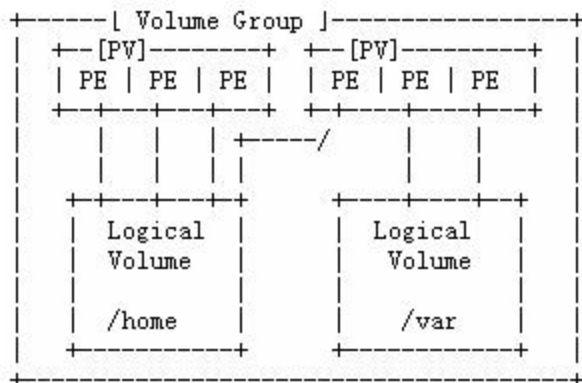 [ Volume Group ]
[PV] [PV]
PE | PE | PE PE | PE | PE
Logical Logical
Volume Volume
/home /var